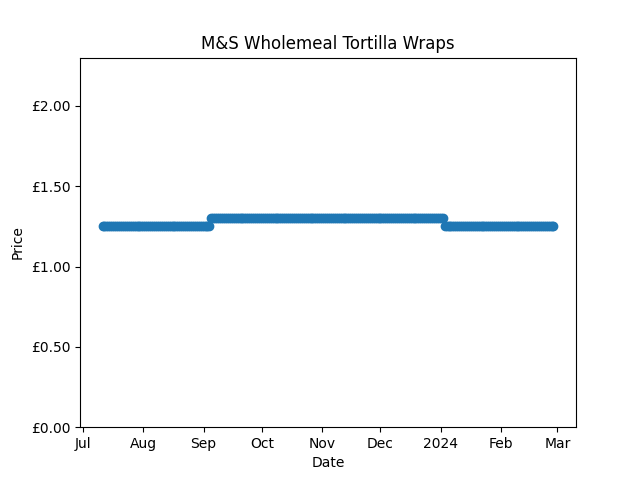 M&S Wholemeal Tortilla Wraps
£2.00
£1.50
£1.00
£0.50
£0.00
Price
Jul Aug Sep Oct Nov Dec 2024 Feb Mar
Date